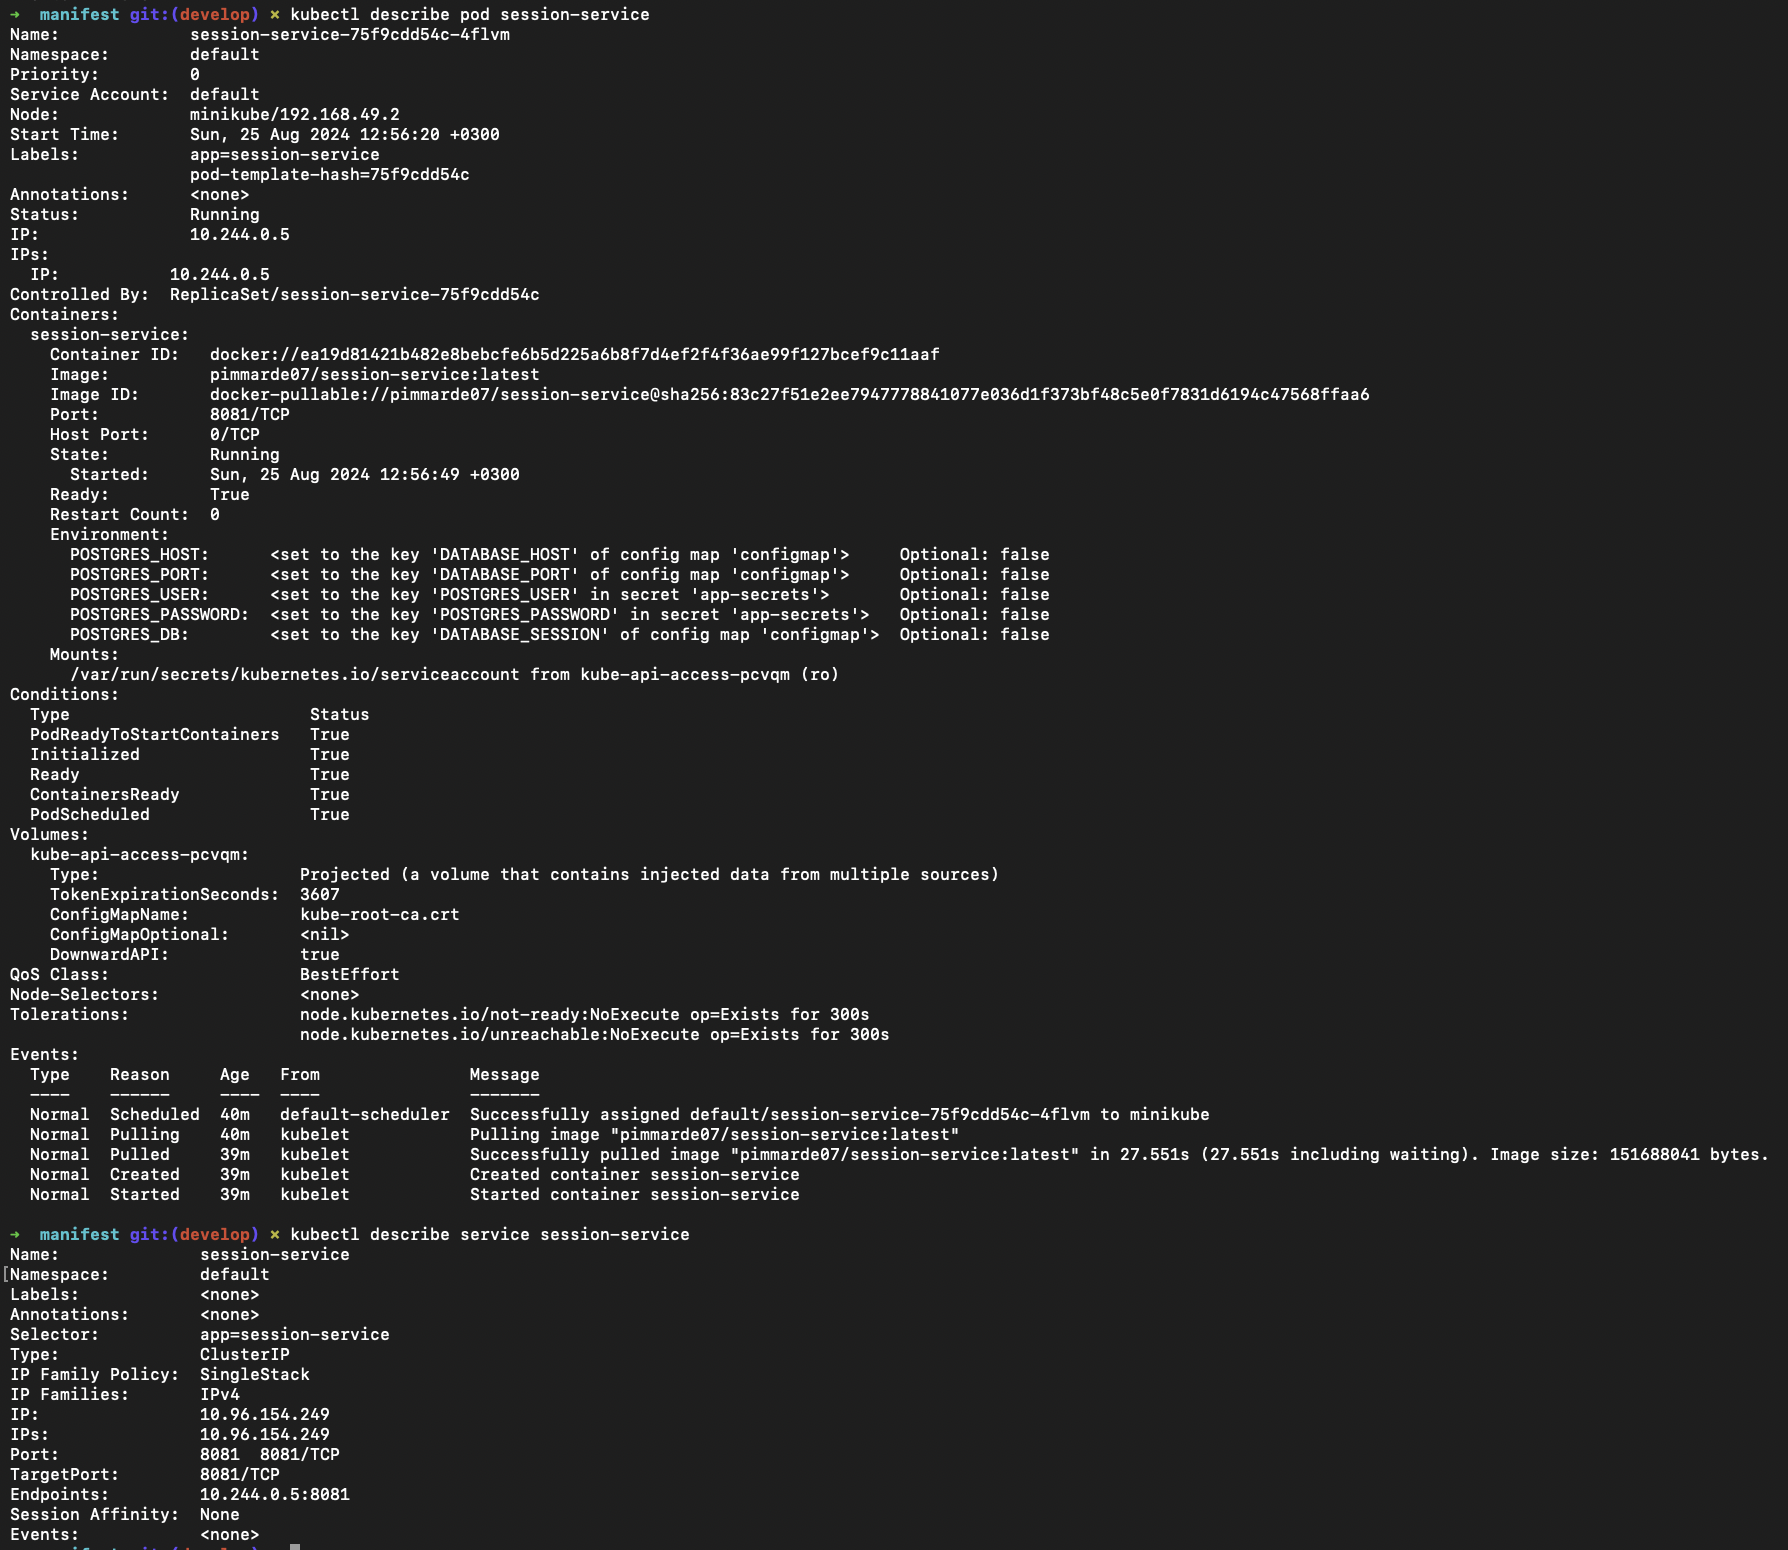 ➜  manifest git:(develop) ✗ kubectl describe pod session-service
Name:             session-service-75f9cdd54c-4flvm
Namespace:        default
Priority:         0
Service Account:  default
Node:             minikube/192.168.49.2
Start Time:       Sun, 25 Aug 2024 12:56:20 +0300
Labels:           app=session-service
                  pod-template-hash=75f9cdd54c
Annotations:      <none>
Status:           Running
IP:               10.244.0.5
IPs:
  IP:           10.244.0.5
Controlled By:  ReplicaSet/session-service-75f9cdd54c
Containers:
  session-service:
    Container ID:   docker://ea19d81421b482e8bebcfe6b5d225a6b8f7d4ef2f4f36ae99f127bcef9c11aaf
    Image:          pimmarde07/session-service:latest
    Image ID:       docker-pullable://pimmarde07/session-service@sha256:83c27f51e2ee7947778841077e036d1f373bf48c5e0f7831d6194c47568ffaa6
    Port:           8081/TCP
    Host Port:      0/TCP
    State:          Running
      Started:      Sun, 25 Aug 2024 12:56:49 +0300
    Ready:          True
    Restart Count:  0
    Environment:
      POSTGRES_HOST:      <set to the key 'DATABASE_HOST' of config map 'configmap'>     Optional: false
      POSTGRES_PORT:      <set to the key 'DATABASE_PORT' of config map 'configmap'>     Optional: false
      POSTGRES_USER:      <set to the key 'POSTGRES_USER' in secret 'app-secrets'>       Optional: false
      POSTGRES_PASSWORD:  <set to the key 'POSTGRES_PASSWORD' in secret 'app-secrets'>   Optional: false
      POSTGRES_DB:        <set to the key 'DATABASE_SESSION' of config map 'configmap'>  Optional: false
    Mounts:
      /var/run/secrets/kubernetes.io/serviceaccount from kube-api-access-pcvqm (ro)
Conditions:
  Type                        Status
  PodReadyToStartContainers   True
  Initialized                 True
  Ready                       True
  ContainersReady             True
  PodScheduled                True
Volumes:
  kube-api-access-pcvqm:
    Type:                    Projected (a volume that contains injected data from multiple sources)
    TokenExpirationSeconds:  3607
    ConfigMapName:           kube-root-ca.crt
    ConfigMapOptional:       <nil>
    DownwardAPI:             true
QoS Class:                   BestEffort
Node-Selectors:              <none>
Tolerations:                 node.kubernetes.io/not-ready:NoExecute op=Exists for 300s
                             node.kubernetes.io/unreachable:NoExecute op=Exists for 300s
Events:
  Type    Reason     Age   From               Message
  ----    ------     ----  ----               -------
  Normal  Scheduled  40m   default-scheduler  Successfully assigned default/session-service-75f9cdd54c-4flvm to minikube
  Normal  Pulling    40m   kubelet            Pulling image "pimmarde07/session-service:latest"
  Normal  Pulled     39m   kubelet            Successfully pulled image "pimmarde07/session-service:latest" in 27.551s (27.551s including waiting). Image size: 151688041 bytes.
  Normal  Created    39m   kubelet            Created container session-service
  Normal  Started    39m   kubelet            Started container session-service
➜  manifest git:(develop) ✗ kubectl describe service session-service
Name:              session-service
[Namespace:         default
Labels:            <none>
Annotations:       <none>
Selector:          app=session-service
Type:              ClusterIP
IP Family Policy:  SingleStack
IP Families:       IPv4
IP:                10.96.154.249
IPs:               10.96.154.249
Port:              8081  8081/TCP
TargetPort:        8081/TCP
Endpoints:         10.244.0.5:8081
Session Affinity:  None
Events:            <none>